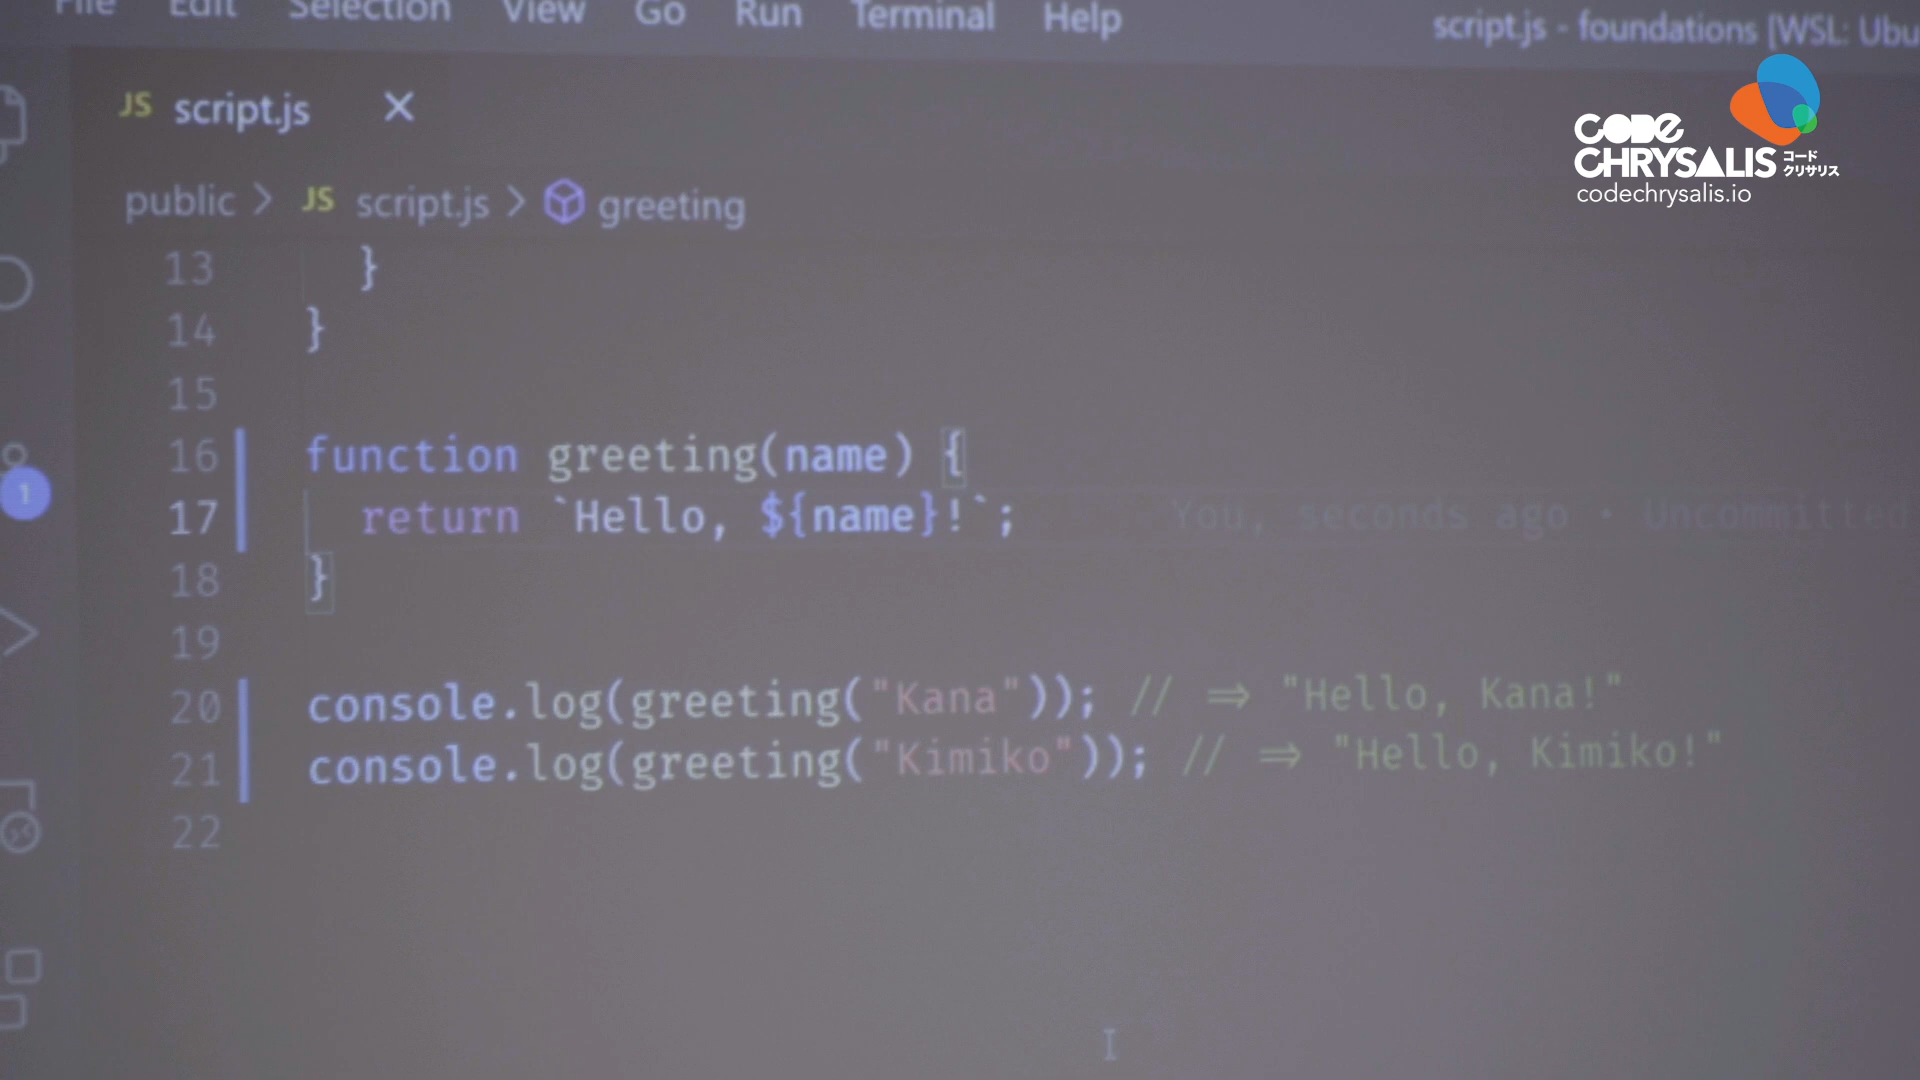 File Edit Selection View Go Run Terminal Help script.js - foundations [WSL: Ubu
JS script.js ×
CODE
CHRYSALIS コード クリサリス
codechrysalis.io
public > JS script.js > greeting
13 }
14 }
15
16 function greeting(name) {
17 return `Hello, ${name}!`; You, seconds ago • Uncommitted
1
18 }
19
20 console.log(greeting("Kana")); // => "Hello, Kana!"
21 console.log(greeting("Kimiko")); // => "Hello, Kimiko!"
22